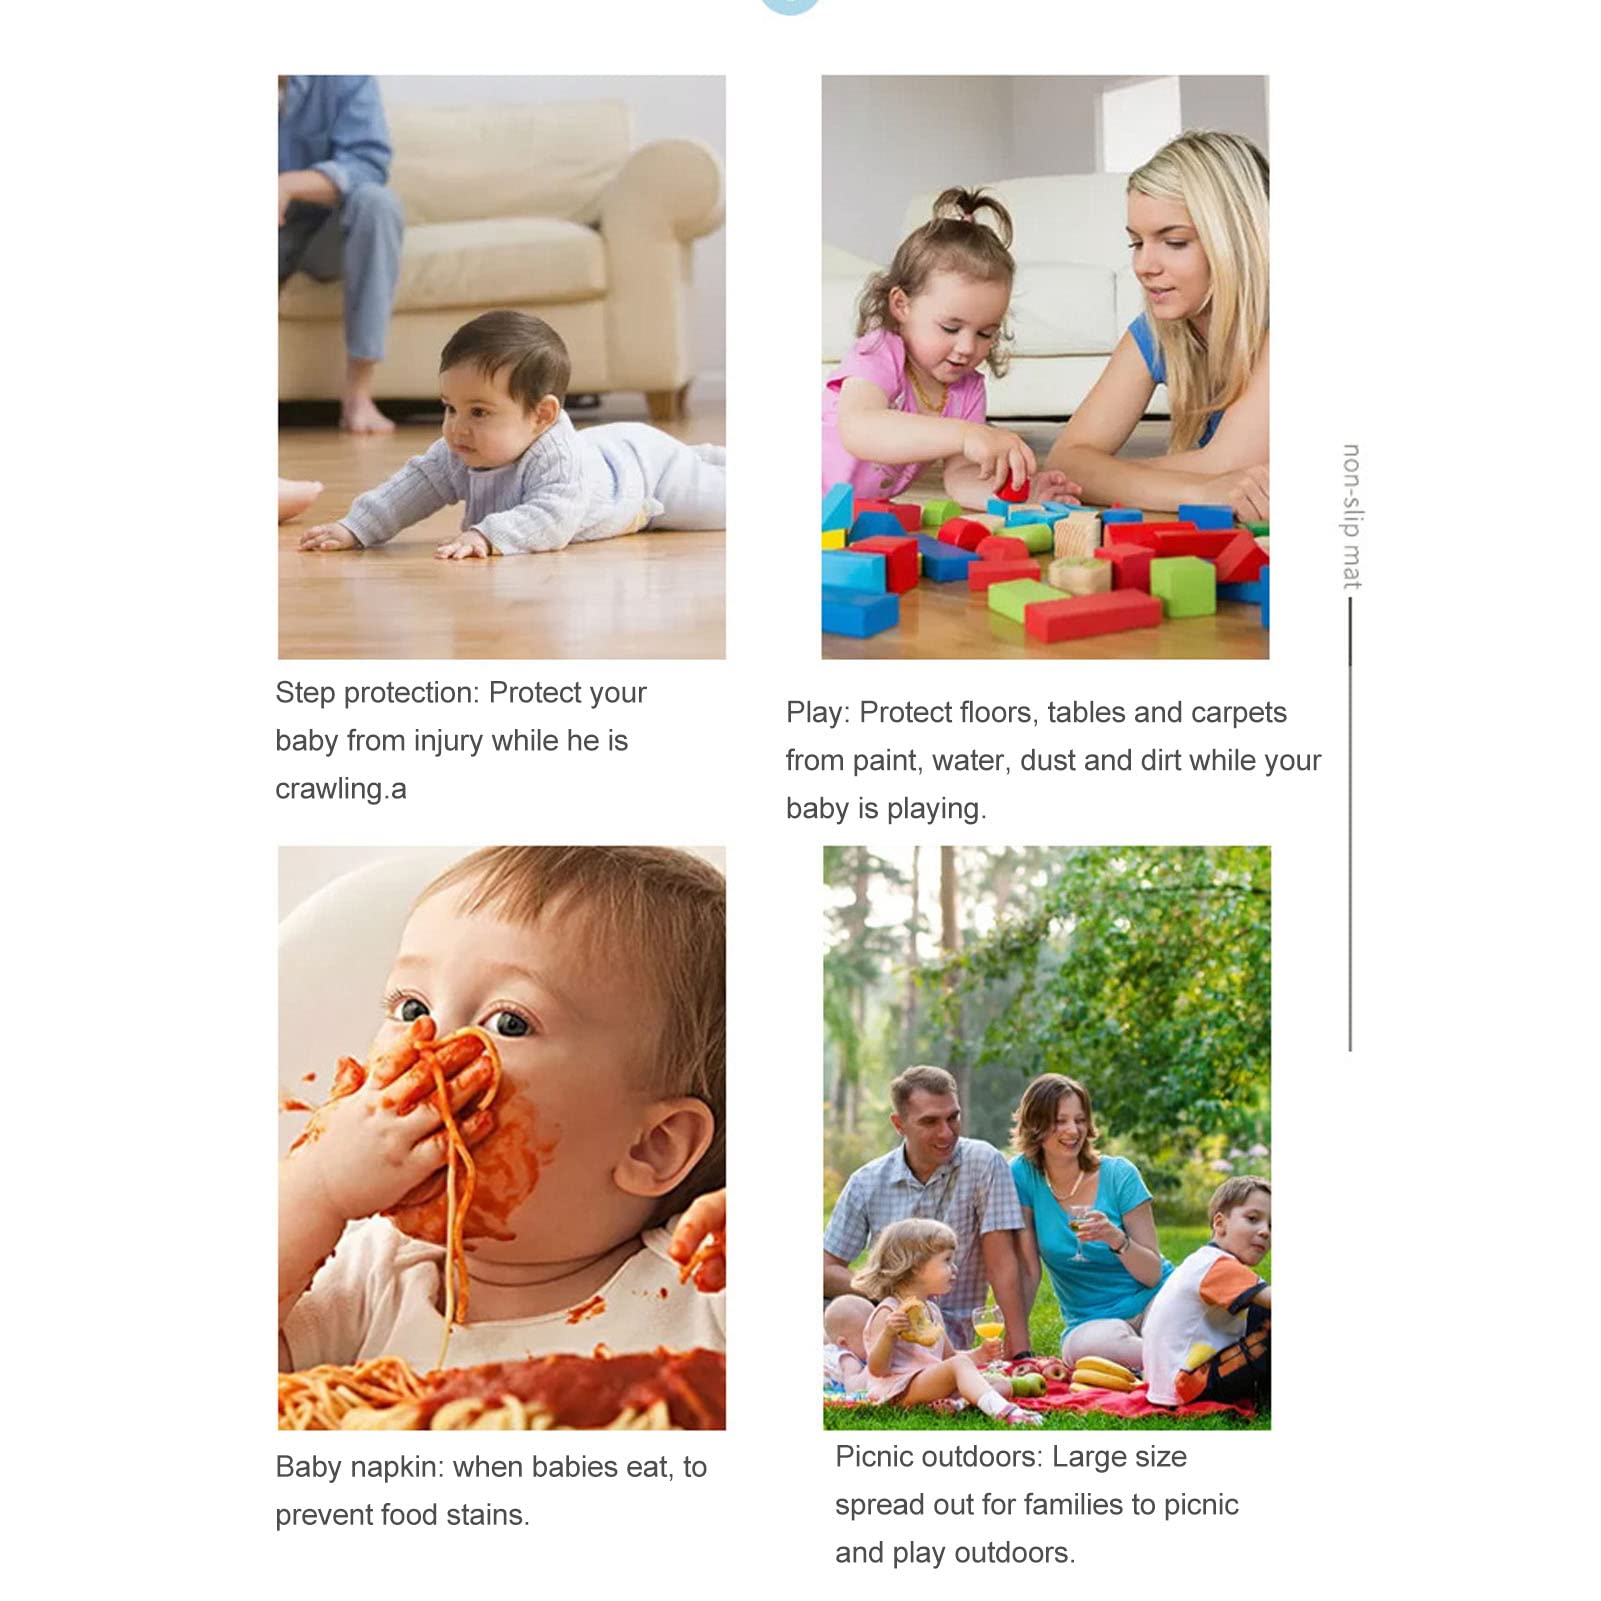 Step protection: Protect your
baby from injury while he is
crawling.a
Play: Protect floors, tables and carpets
from paint, water, dust and dirt while your
baby is playing.
non-slip mat
Baby napkin: when babies eat, to
prevent food stains.
Picnic outdoors: Large size
spread out for families to picnic
and play outdoors.